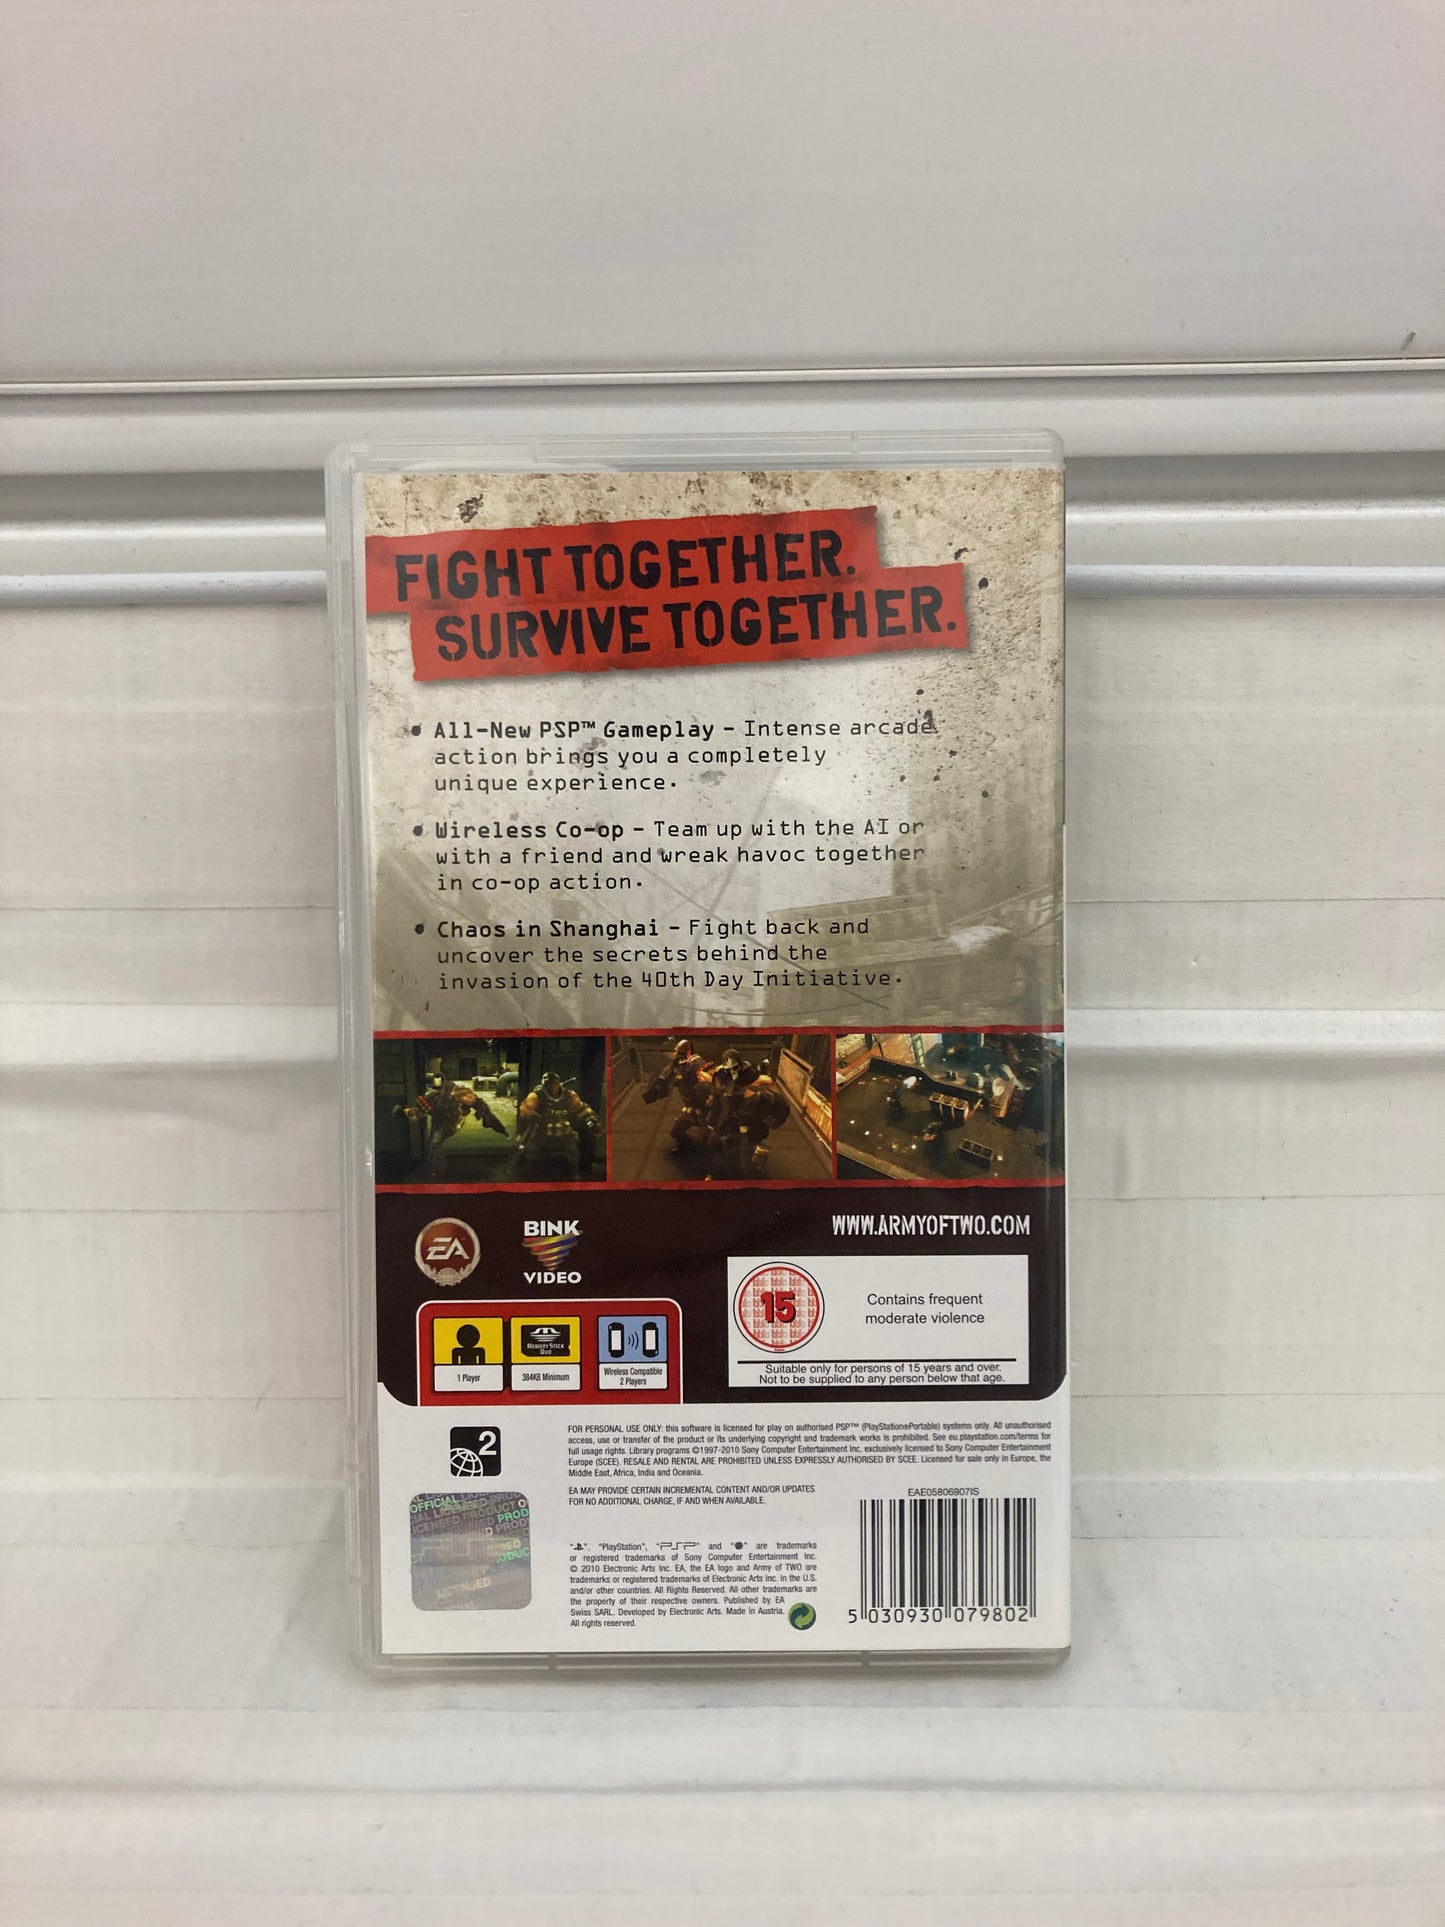 FIGHT TOGETHER.
SURVIVE TOGETHER.
All-New PSP™ Gameplay - Intense arcade
action brings you a completely
unique experience.
Wireless Co-op - Team up with the AI or
with a friend and wreak havoc together
in co-op action.
Chaos in Shanghai - Fight back and
uncover the secrets behind the
invasion of the 40th Day Initiative.
TWO
EA
BINK
VIDEO
WWW.ARMYOFTWO.COM
15
Contains frequent
moderate violence
Suitable only for persons of 15 years and over.
Not to be supplied to any person below that age.
1 Player
MEMORY STICK
DUO
384KB Minimum
Wireless Compatible
2 Players
2
FOR PERSONAL USE ONLY: this software is licensed for play on authorised PSP™ (PlayStation®Portable) systems only. All unauthorised
access, use or transfer of the product or its underlying copyright and trademark works is prohibited. See eu.playstation.com/terms for
full usage rights. Library programs ©1997-2010 Sony Computer Entertainment Inc. exclusively licensed to Sony Computer Entertainment
Europe (SCEE). RESALE AND RENTAL ARE PROHIBITED UNLESS EXPRESSLY AUTHORISED BY SCEE. Licensed for sale only in Europe, the
Middle East, Africa, India and Oceania.
EA MAY PROVIDE CERTAIN INCREMENTAL CONTENT AND/OR UPDATES
FOR NO ADDITIONAL CHARGE, IF AND WHEN AVAILABLE.
"", "PlayStation", "PSP" and "" are trademarks
or registered trademarks of Sony Computer Entertainment Inc.
© 2010 Electronic Arts Inc. EA, the EA logo and Army of TWO are
trademarks or registered trademarks of Electronic Arts Inc. in the U.S.
and/or other countries. All Rights Reserved. All other trademarks are
the property of their respective owners. Published by EA
Swiss SARL. Developed by Electronic Arts. Made in Austria.
All rights reserved.
EAE05806907IS
5 030930 079802